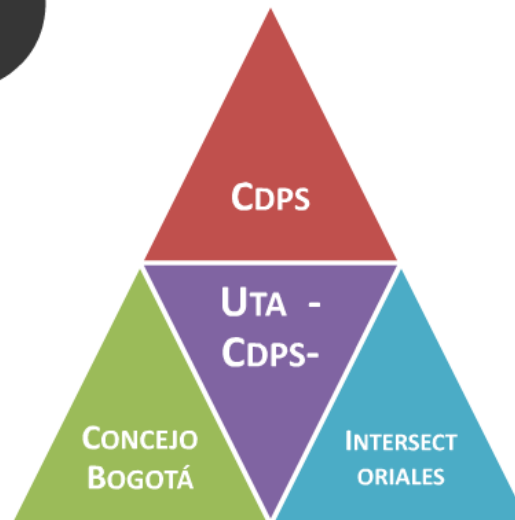 CDPS
UTA -
CDPS-
CONCEJO
BOGOTÁ
INTERSECT
ORIALES